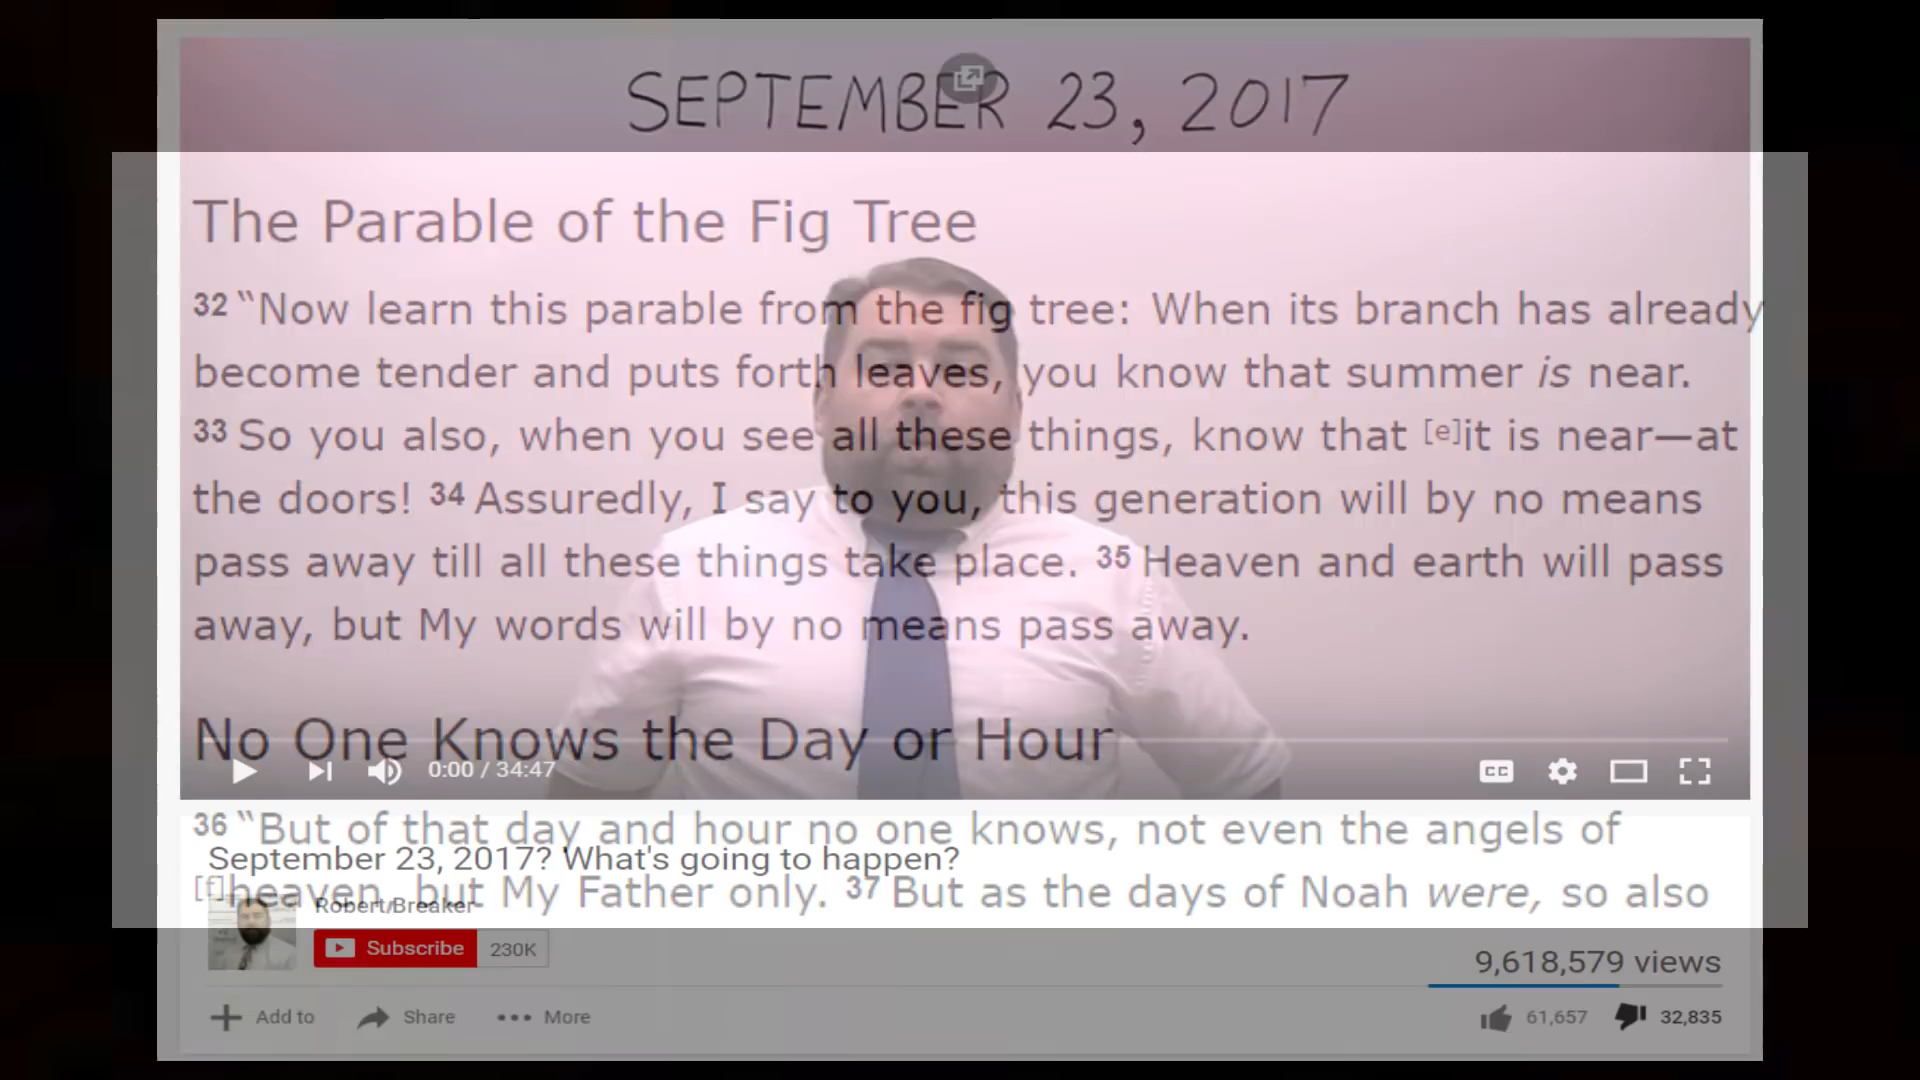 SEPTEMBER 23, 2017
The Parable of the Fig Tree
32 “Now learn this parable from the fig tree: When its branch has already
become tender and puts forth leaves, you know that summer is near.
33 So you also, when you see all these things, know that [e]it is near—at
the doors! 34 Assuredly, I say to you, this generation will by no means
pass away till all these things take place. 35 Heaven and earth will pass
away, but My words will by no means pass away.
No One Knows the Day or Hour
0:00 / 34:47
CC
36 “But of that day and hour no one knows, not even the angels of
September 23, 2017? What's going to happen?
[f]heaven, but My Father only. 37 But as the days of Noah were, so also
Robert Breaker
Subscribe 230K
9,618,579 views
Add to Share More 61,657 32,835